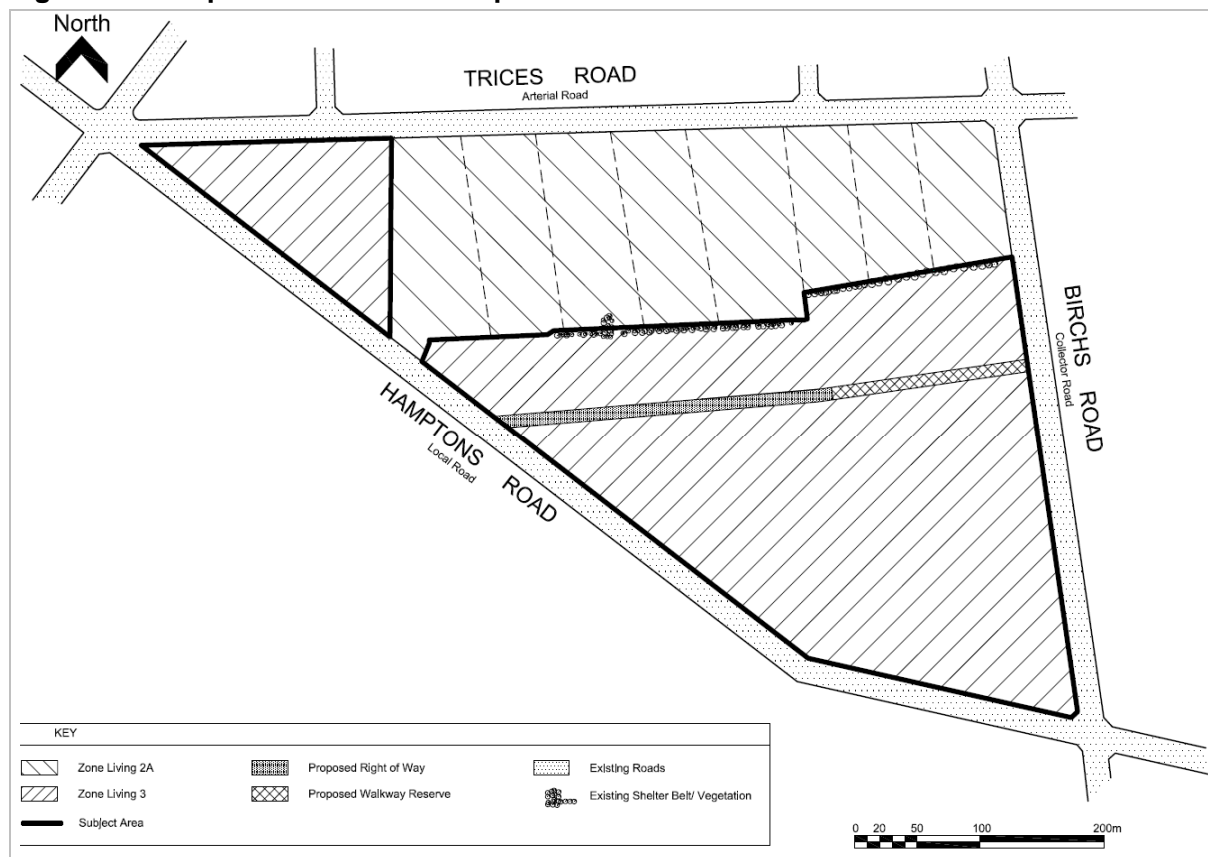 North
TRICES ROAD
Arterial Road
BIRCHS ROAD
Collector Road
HAMPTONS ROAD
Local Road
KEY
Zone Living 2A
Proposed Right of Way
Existing Roads
Zone Living 3
Proposed Walkway Reserve
Existing Shelter Belt/ Vegetation
Subject Area
0 20 50 100 200m